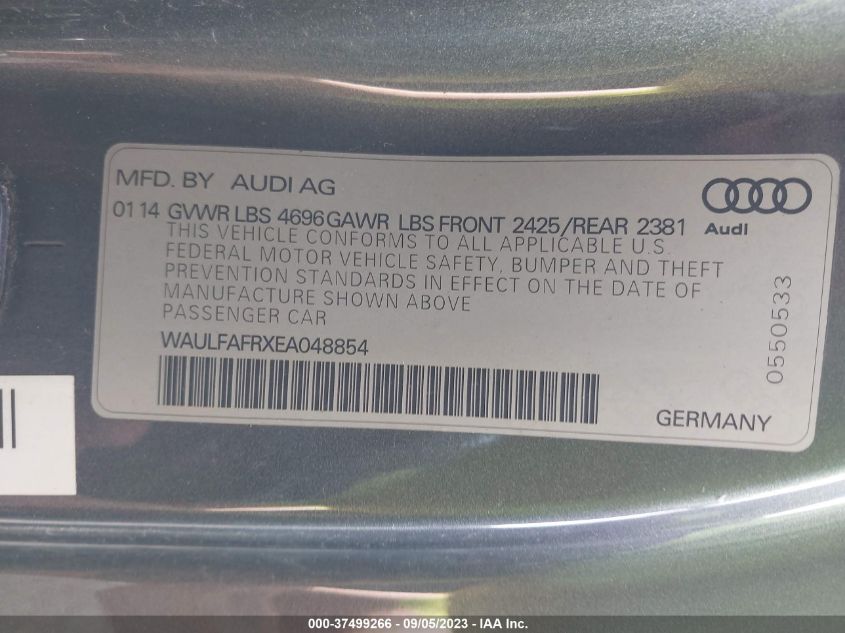 MFD. BY AUDI AG
01 14 GVWR LBS 4696 GAWR LBS FRONT 2425/REAR 2381
Audi
THIS VEHICLE CONFORMS TO ALL APPLICABLE U.S.
FEDERAL MOTOR VEHICLE SAFETY, BUMPER AND THEFT
PREVENTION STANDARDS IN EFFECT ON THE DATE OF
MANUFACTURE SHOWN ABOVE
PASSENGER CAR
WAULFAFRXEA048854
0550533
GERMANY
000-37499266 - 09/05/2023 - IAA Inc.